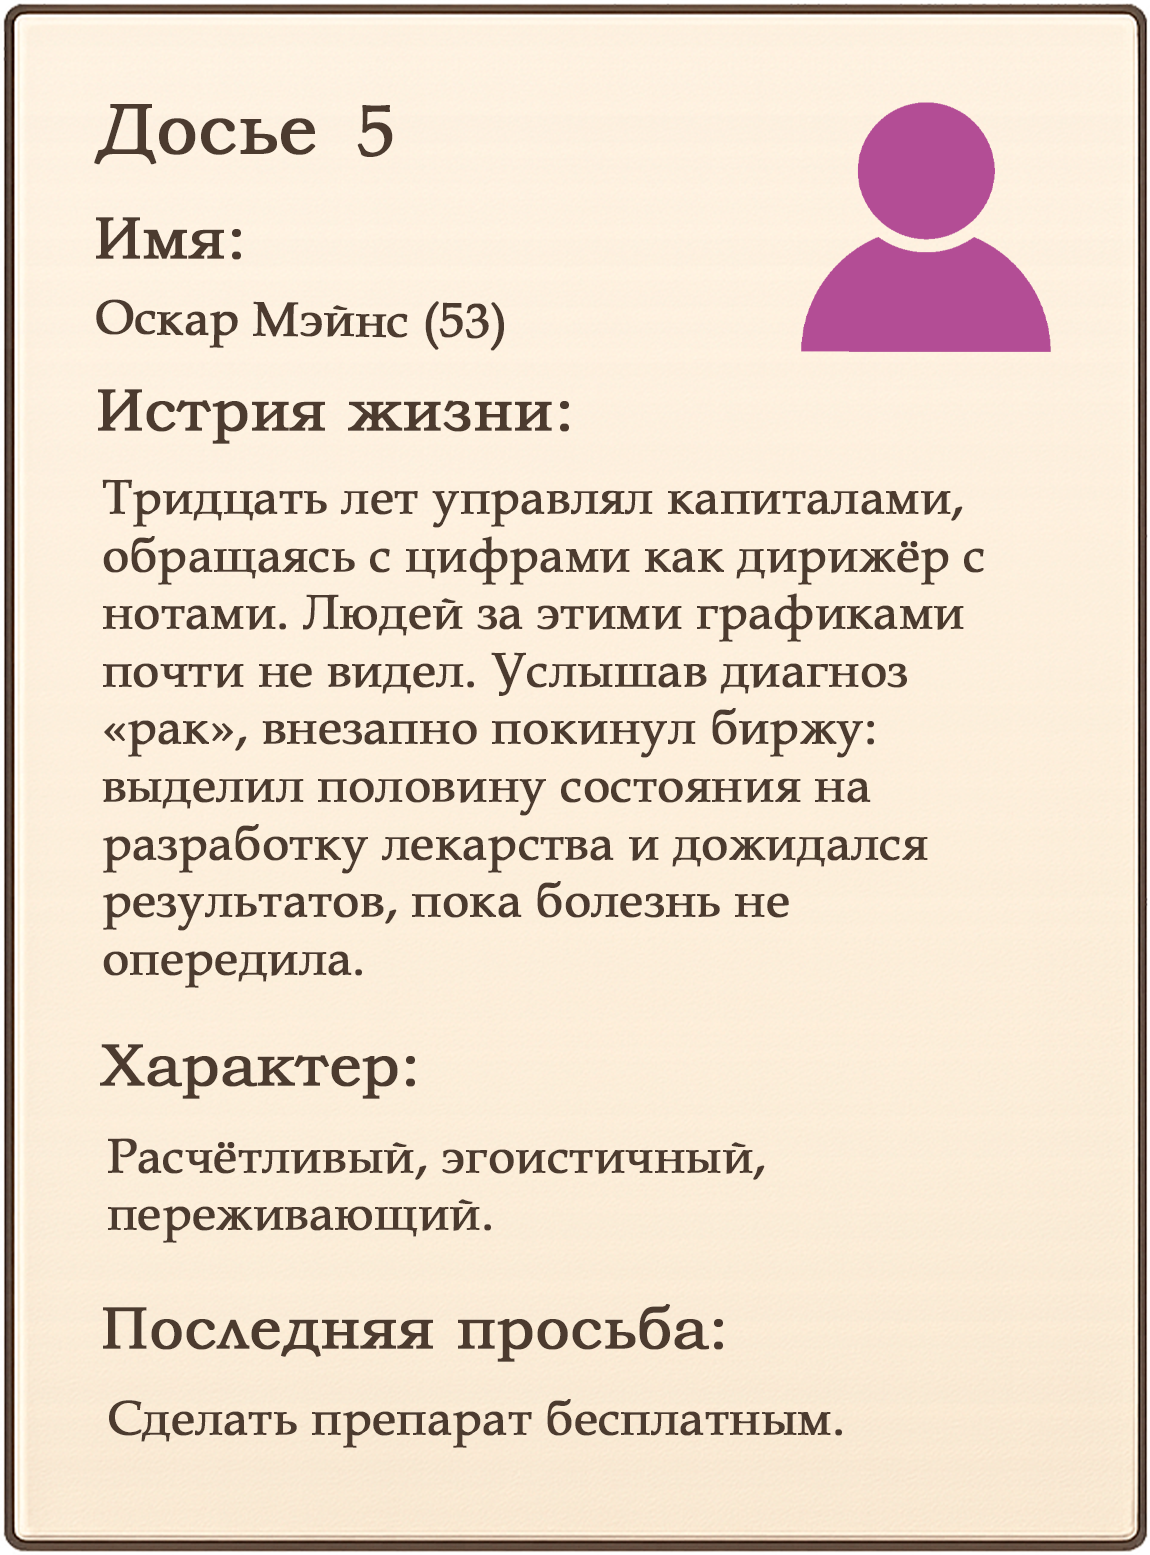 Досье 5
Имя:
Оскар Мэйнс (53)
Истрия жизни:
Тридцать лет управлял капиталами,
обращаясь с цифрами как дирижёр с
нотами. Людей за этими графиками
почти не видел. Услышав диагноз
«рак», внезапно покинул биржу:
выделил половину состояния на
разработку лекарства и дожидался
результатов, пока болезнь не
опередила.
Характер:
Расчётливый, эгоистичный,
переживающий.
Последняя просьба:
Сделать препарат бесплатным.